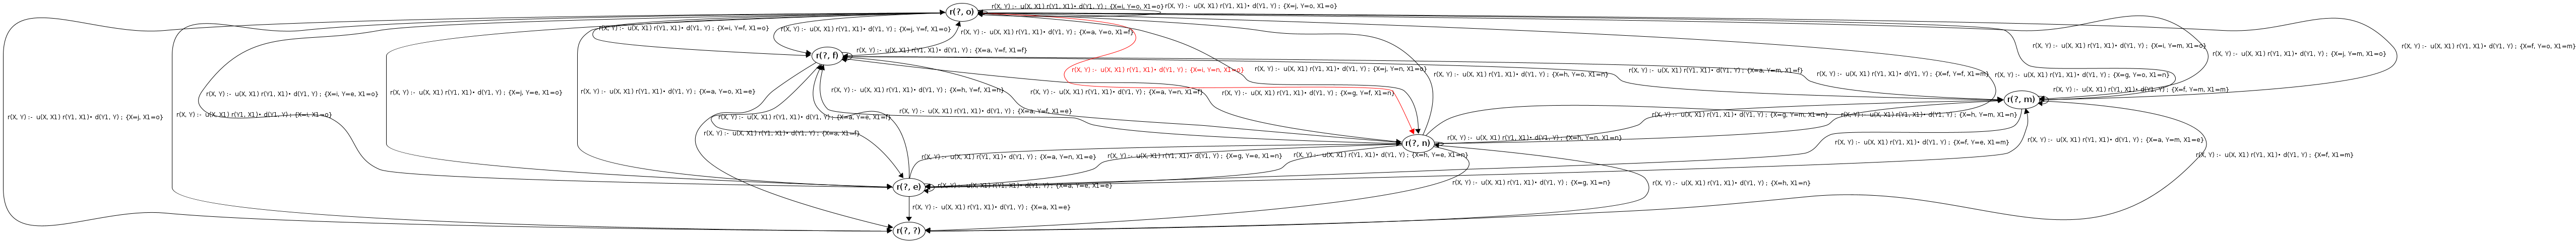 r(X, Y) :- u(X, X1) r(Y1, X1)• d(Y1, Y) ; {X=i, Y=o, X1=o}
r(X, Y) :- u(X, X1) r(Y1, X1)• d(Y1, Y) ; {X=j, Y=o, X1=o}
r(?, o)
r(X, Y) :- u(X, X1) r(Y1, X1)• d(Y1, Y) ; {X=i, Y=f, X1=o}
r(X, Y) :- u(X, X1) r(Y1, X1)• d(Y1, Y) ; {X=j, Y=f, X1=o}
r(X, Y) :- u(X, X1) r(Y1, X1)• d(Y1, Y) ; {X=a, Y=o, X1=f}
r(X, Y) :- u(X, X1) r(Y1, X1)• d(Y1, Y) ; {X=i, Y=m, X1=o}
r(X, Y) :- u(X, X1) r(Y1, X1)• d(Y1, Y) ; {X=f, Y=o, X1=m}
r(X, Y) :- u(X, X1) r(Y1, X1)• d(Y1, Y) ; {X=a, Y=f, X1=f}
r(X, Y) :- u(X, X1) r(Y1, X1)• d(Y1, Y) ; {X=j, Y=m, X1=o}
r(?, f)
r(X, Y) :- u(X, X1) r(Y1, X1)• d(Y1, Y) ; {X=i, Y=n, X1=o}
r(X, Y) :- u(X, X1) r(Y1, X1)• d(Y1, Y) ; {X=j, Y=n, X1=o}
r(X, Y) :- u(X, X1) r(Y1, X1)• d(Y1, Y) ; {X=h, Y=o, X1=n}
r(X, Y) :- u(X, X1) r(Y1, X1)• d(Y1, Y) ; {X=a, Y=m, X1=f}
r(X, Y) :- u(X, X1) r(Y1, X1)• d(Y1, Y) ; {X=f, Y=f, X1=m}
r(X, Y) :- u(X, X1) r(Y1, X1)• d(Y1, Y) ; {X=g, Y=o, X1=n}
r(X, Y) :- u(X, X1) r(Y1, X1)• d(Y1, Y) ; {X=i, Y=e, X1=o}
r(X, Y) :- u(X, X1) r(Y1, X1)• d(Y1, Y) ; {X=j, Y=e, X1=o}
r(X, Y) :- u(X, X1) r(Y1, X1)• d(Y1, Y) ; {X=a, Y=o, X1=e}
r(X, Y) :- u(X, X1) r(Y1, X1)• d(Y1, Y) ; {X=h, Y=f, X1=n}
r(X, Y) :- u(X, X1) r(Y1, X1)• d(Y1, Y) ; {X=a, Y=n, X1=f}
r(X, Y) :- u(X, X1) r(Y1, X1)• d(Y1, Y) ; {X=g, Y=f, X1=n}
r(X, Y) :- u(X, X1) r(Y1, X1)• d(Y1, Y) ; {X=f, Y=m, X1=m}
r(?, m)
r(X, Y) :- u(X, X1) r(Y1, X1)• d(Y1, Y) ; {X=j, X1=o}
r(X, Y) :- u(X, X1) r(Y1, X1)• d(Y1, Y) ; {X=i, X1=o}
r(X, Y) :- u(X, X1) r(Y1, X1)• d(Y1, Y) ; {X=a, Y=e, X1=f}
r(X, Y) :- u(X, X1) r(Y1, X1)• d(Y1, Y) ; {X=a, Y=f, X1=e}
r(X, Y) :- u(X, X1) r(Y1, X1)• d(Y1, Y) ; {X=g, Y=m, X1=n}
r(X, Y) :- u(X, X1) r(Y1, X1)• d(Y1, Y) ; {X=h, Y=m, X1=n}
r(X, Y) :- u(X, X1) r(Y1, X1)• d(Y1, Y) ; {X=a, X1=f}
r(X, Y) :- u(X, X1) r(Y1, X1)• d(Y1, Y) ; {X=h, Y=n, X1=n}
r(?, n)
r(X, Y) :- u(X, X1) r(Y1, X1)• d(Y1, Y) ; {X=f, Y=e, X1=m}
r(X, Y) :- u(X, X1) r(Y1, X1)• d(Y1, Y) ; {X=a, Y=m, X1=e}
r(X, Y) :- u(X, X1) r(Y1, X1)• d(Y1, Y) ; {X=a, Y=n, X1=e}
r(X, Y) :- u(X, X1) r(Y1, X1)• d(Y1, Y) ; {X=g, Y=e, X1=n}
r(X, Y) :- u(X, X1) r(Y1, X1)• d(Y1, Y) ; {X=h, Y=e, X1=n}
r(X, Y) :- u(X, X1) r(Y1, X1)• d(Y1, Y) ; {X=f, X1=m}
r(?, e)
r(X, Y) :- u(X, X1) r(Y1, X1)• d(Y1, Y) ; {X=a, Y=e, X1=e}
r(X, Y) :- u(X, X1) r(Y1, X1)• d(Y1, Y) ; {X=g, X1=n}
r(X, Y) :- u(X, X1) r(Y1, X1)• d(Y1, Y) ; {X=h, X1=n}
r(X, Y) :- u(X, X1) r(Y1, X1)• d(Y1, Y) ; {X=a, X1=e}
r(?, ?)